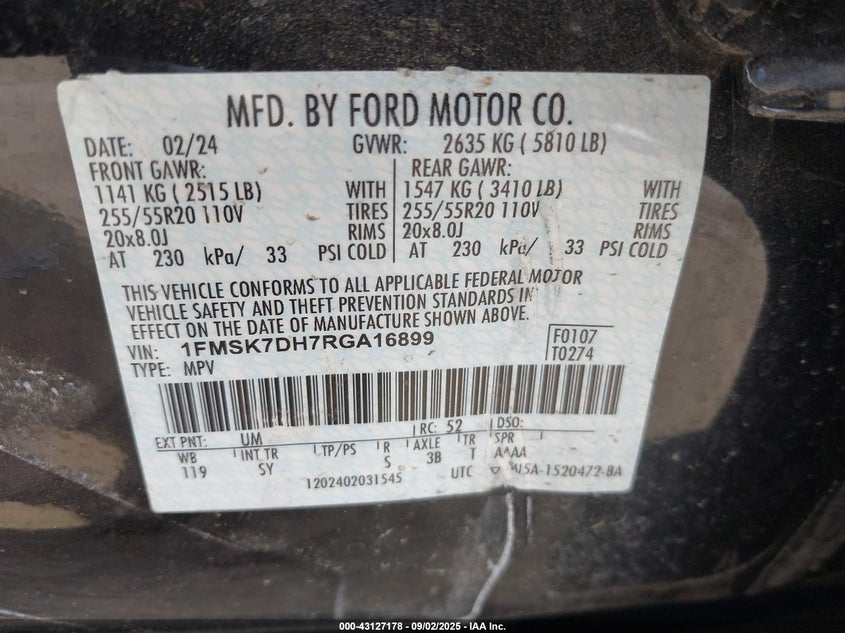 MFD. BY FORD MOTOR CO.
DATE: 02/24 GVWR: 2635 KG ( 5810 LB)
FRONT GAWR: REAR GAWR:
1141 KG ( 2515 LB) WITH 1547 KG ( 3410 LB) WITH
255/55R20 110V TIRES 255/55R20 110V TIRES
20x8.0J RIMS 20x8.0J RIMS
AT 230 kPa/ 33 PSI COLD AT 230 kPa/ 33 PSI COLD
THIS VEHICLE CONFORMS TO ALL APPLICABLE FEDERAL MOTOR
VEHICLE SAFETY AND THEFT PREVENTION STANDARDS IN
EFFECT ON THE DATE OF MANUFACTURE SHOWN ABOVE.
VIN: 1FMSK7DH7RGA16899 F0107
TYPE: MPV T0274
EXT PNT: UM RC: 52 DSO:
WB INT TR TP/PS R AXLE TR SPR
119 SY S 3B T AAAA
1202402031545 UTC 5A-1520472-BA
000-43127178 - 09/02/2025 - IAA Inc.